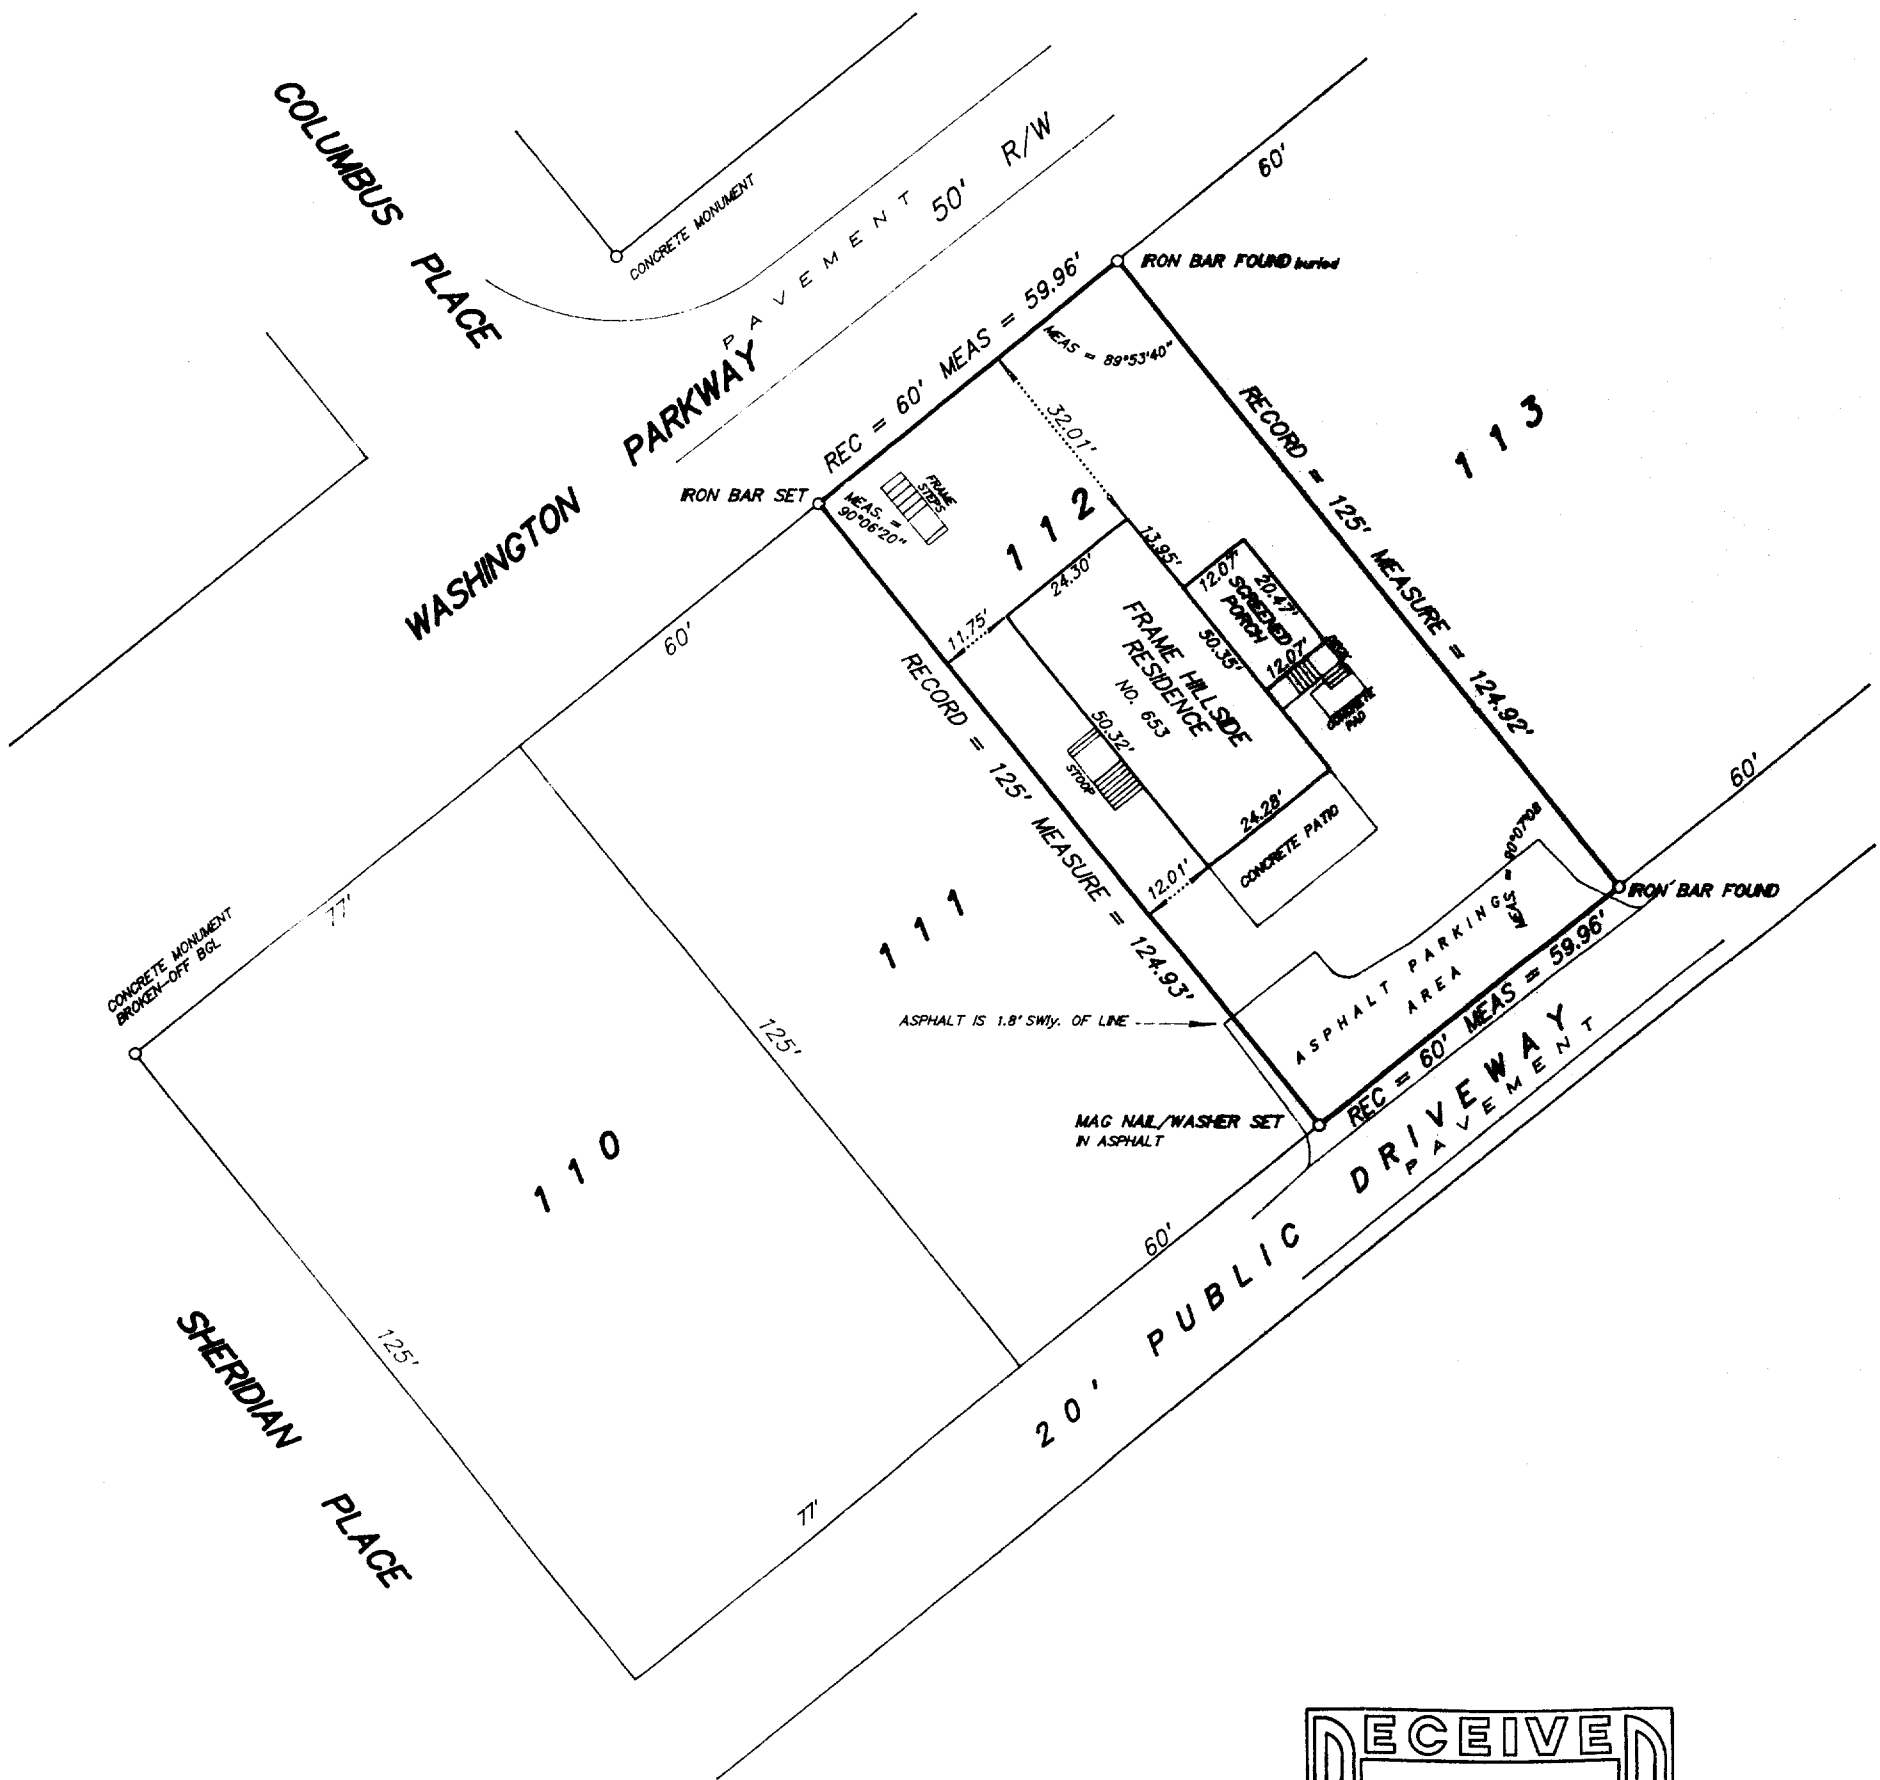 COLUMBUS PLACE
CONCRETE MONUMENT
PAVEMENT
50' R/W
WASHINGTON PARKWAY
60'
IRON BAR FOUND buried
REC = 60' MEAS = 59.96'
MEAS = 89°53'40"
IRON BAR SET
MEAS. =
90°06'20"
FRAME
STEPS
32.01'
112
113
RECORD = 125' MEASURE = 124.92'
24.30'
13.95'
12.07'
20.47'
SCREENED
PORCH
50.35'
12.07'
CONCRETE
PAD
11.75'
FRAME HILLSIDE
RESIDENCE
NO. 653
60'
RECORD = 125' MEASURE = 124.93'
50.32'
STOOP
24.28'
CONCRETE PATIO
12.01'
60'
IRON BAR FOUND
ASPHALT PARKING
AREA
REC = 60' MEAS = 59.96'
77'
CONCRETE MONUMENT
BROKEN-OFF BGL
111
ASPHALT IS 1.8' SWly. OF LINE
125'
MAG NAIL/WASHER SET
IN ASPHALT
110
60'
20' PUBLIC DRIVEWAY
PAVEMENT
125'
77'
SHERIDIAN PLACE